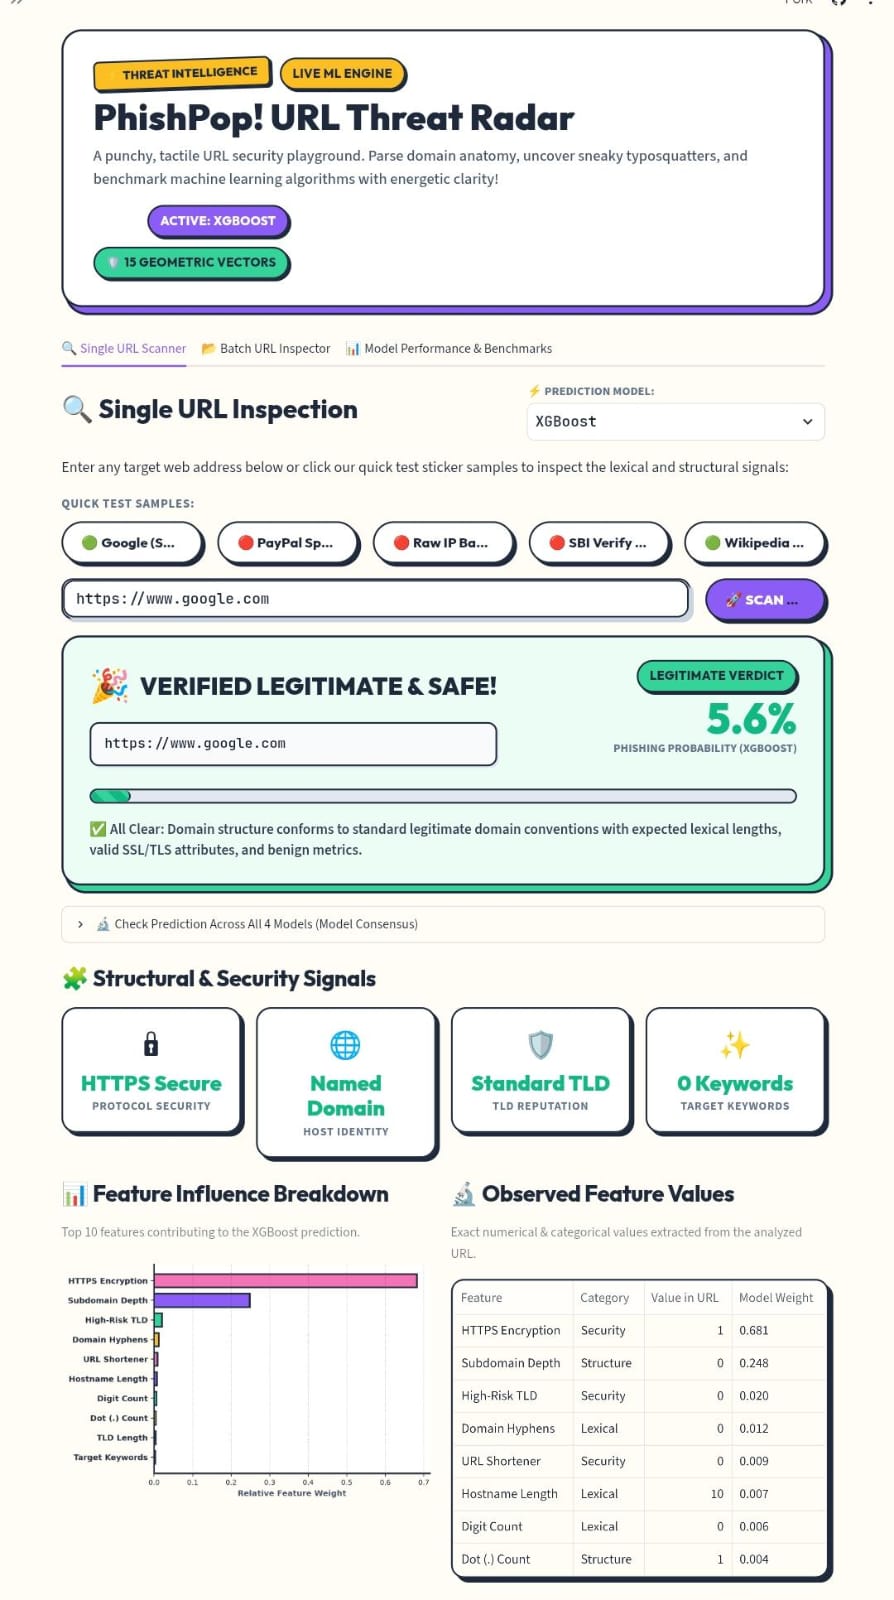 THREAT INTELLIGENCE
LIVE ML ENGINE
PhishPop! URL Threat Radar
A punchy, tactile URL security playground. Parse domain anatomy, uncover sneaky typosquatters, and
benchmark machine learning algorithms with energetic clarity!
ACTIVE: XGBOOST
15 GEOMETRIC VECTORS
Single URL Scanner
Batch URL Inspector
Model Performance & Benchmarks
Single URL Inspection
PREDICTION MODEL:
XGBoost
Enter any target web address below or click our quick test sticker samples to inspect the lexical and structural signals:
QUICK TEST SAMPLES:
Google (S...
PayPal Sp...
Raw IP Ba...
SBI Verify ...
Wikipedia ...
https://www.google.com
SCAN ...
VERIFIED LEGITIMATE & SAFE!
LEGITIMATE VERDICT
5.6%
PHISHING PROBABILITY (XGBOOST)
https://www.google.com
All Clear: Domain structure conforms to standard legitimate domain conventions with expected lexical lengths,
valid SSL/TLS attributes, and benign metrics.
Check Prediction Across All 4 Models (Model Consensus)
Structural & Security Signals
HTTPS Secure
PROTOCOL SECURITY
Named
Domain
HOST IDENTITY
Standard TLD
TLD REPUTATION
0 Keywords
TARGET KEYWORDS
Feature Influence Breakdown
Top 10 features contributing to the XGBoost prediction.
HTTPS Encryption
Subdomain Depth
High-Risk TLD
Domain Hyphens
URL Shortener
Hostname Length
Digit Count
Dot (.) Count
TLD Length
Target Keywords
0.0 0.1 0.2 0.3 0.4 0.5 0.6 0.7
Relative Feature Weight
Observed Feature Values
Exact numerical & categorical values extracted from the analyzed
URL.
Feature Category Value in URL Model Weight
HTTPS Encryption Security 1 0.681
Subdomain Depth Structure 0 0.248
High-Risk TLD Security 0 0.020
Domain Hyphens Lexical 0 0.012
URL Shortener Security 0 0.009
Hostname Length Lexical 10 0.007
Digit Count Lexical 0 0.006
Dot (.) Count Structure 1 0.004